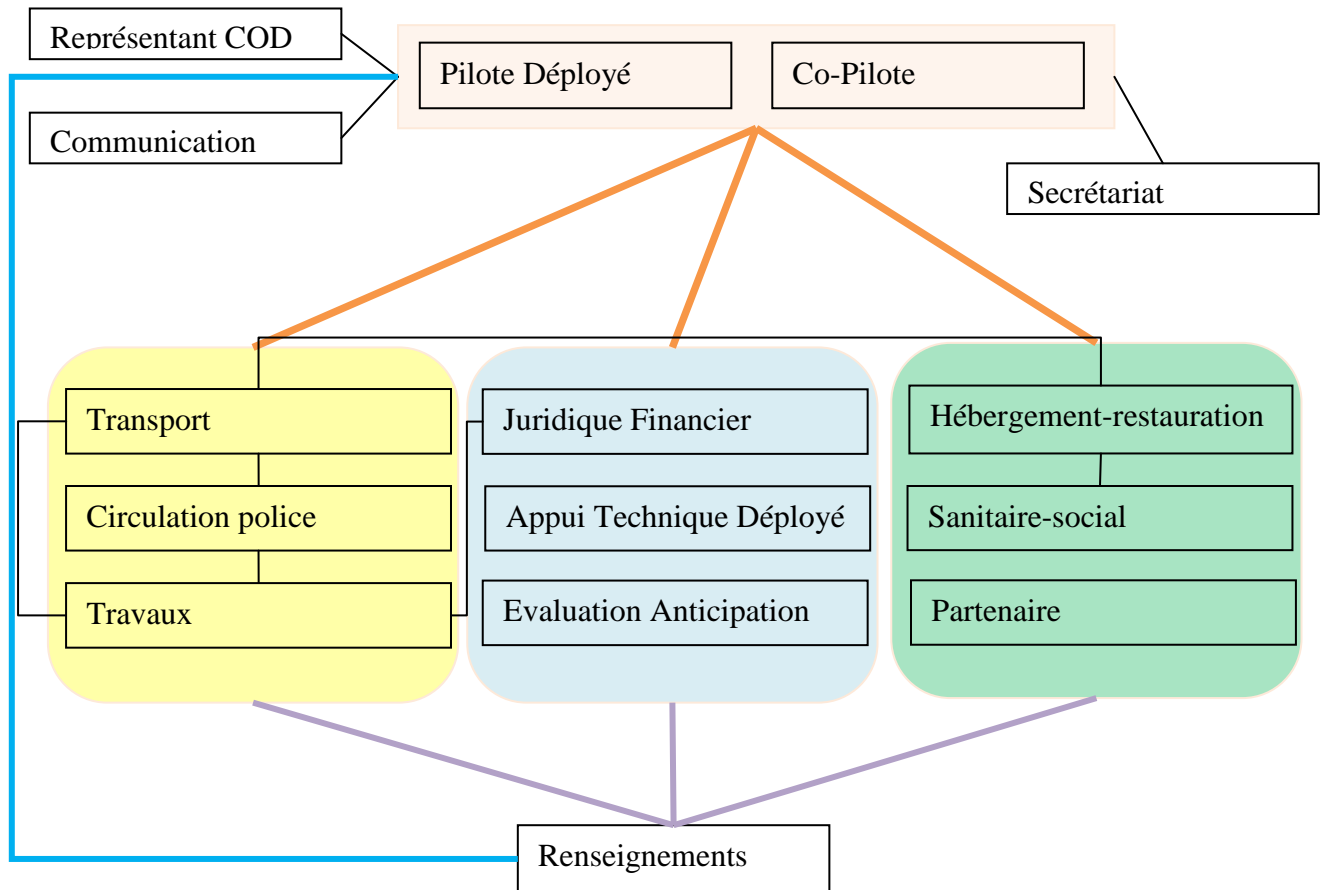 Représentant COD
Pilote Déployé
Co-Pilote
Communication
Secrétariat
Transport
Circulation police
Travaux
Juridique Financier
Appui Technique Déployé
Evaluation Anticipation
Hébergement-restauration
Sanitaire-social
Partenaire
Renseignements